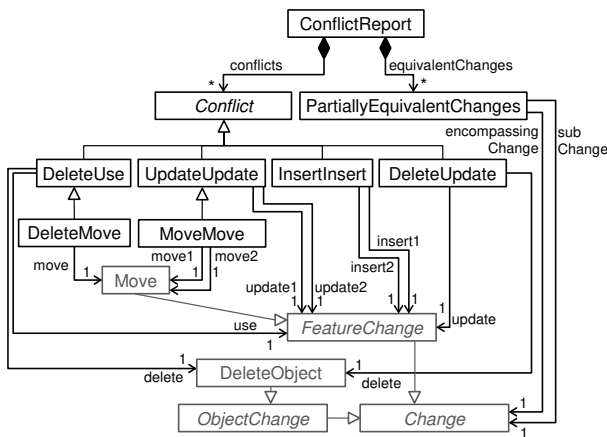 ConflictReport
conflicts
equivalentChanges
*
*
Conflict
PartiallyEquivalentChanges
encompassing
Change
sub
Change
DeleteUse
UpdateUpdate
InsertInsert
DeleteUpdate
DeleteMove
MoveMove
insert1
move
1
move1
1
1
move2
insert2
Move
update1
update2
1
1
1
1
1
FeatureChange
update
use
1
1
delete
DeleteObject
1
delete
ObjectChange
Change
1
1